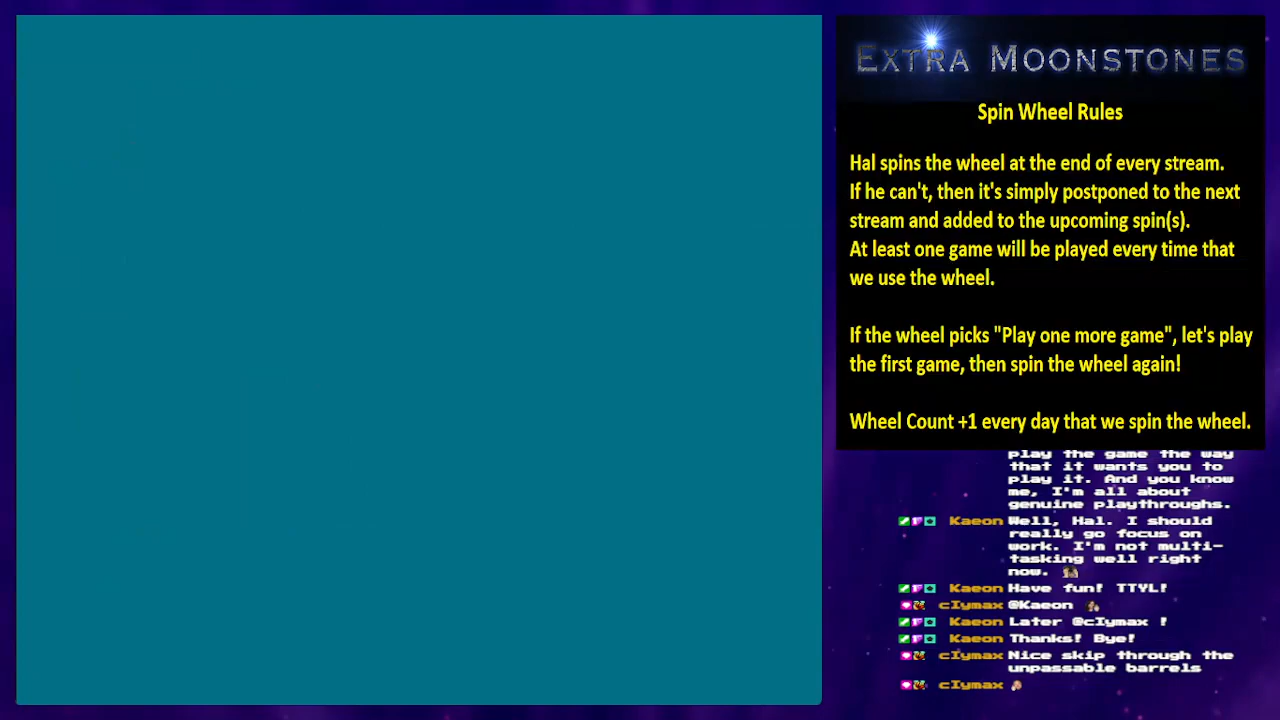 EXTRA MOONSTONES
Spin Wheel Rules
Hal spins the wheel at the end of every stream.
If he can't, then it's simply postponed to the next
stream and added to the upcoming spin(s).
At least one game will be played every time that
we use the wheel.
If the wheel picks "Play one more game", let's play
the first game, then spin the wheel again!
Wheel Count +1 every day that we spin the wheel.
play the game the way
that it wants you to
play it. And you know
me, I'm all about
genuine playthroughs.
Kaeon Well, Hal. I should
really go focus on
work. I'm not multi-
tasking well right
now.
Kaeon Have fun! TTYL!
cIymax @Kaeon
Kaeon Later @cIymax !
Kaeon Thanks! Bye!
cIymax Nice skip through the
unpassable barrels
cIymax